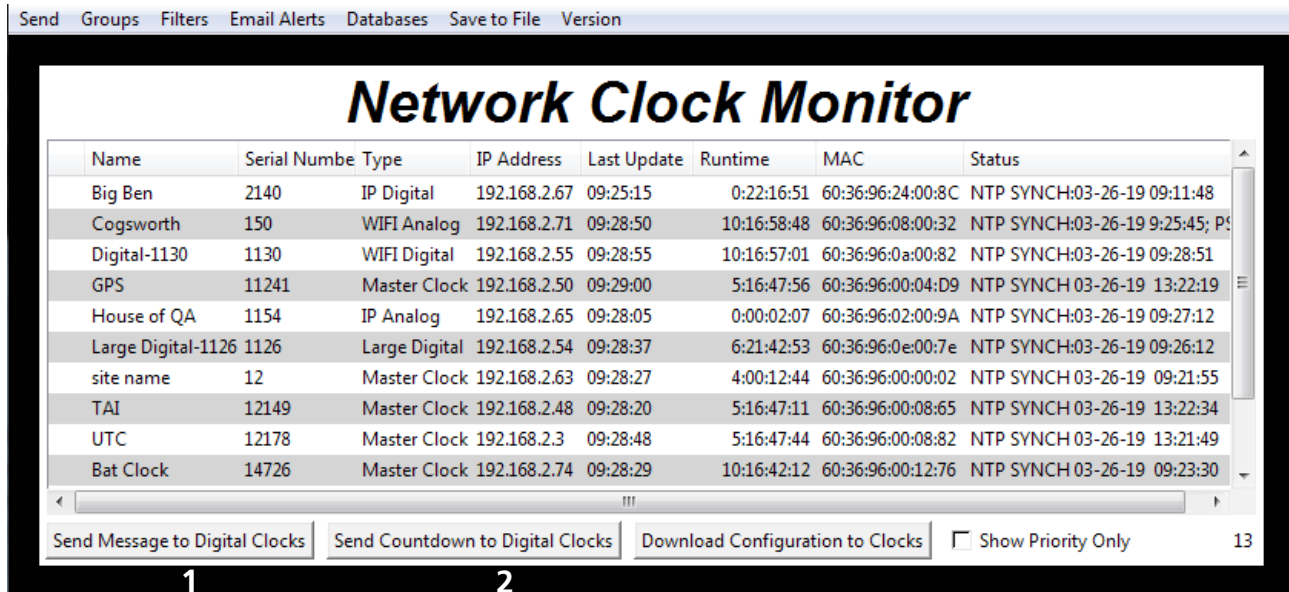 Send Groups Filters Email Alerts Databases Save to File Version
Network Clock Monitor
Name Serial Numbe Type IP Address Last Update Runtime MAC Status
Big Ben 2140 IP Digital 192.168.2.67 09:25:15 0:22:16:51 60:36:96:24:00:8C NTP SYNCH:03-26-19 09:11:48
Cogsworth 150 WIFI Analog 192.168.2.71 09:28:50 10:16:58:48 60:36:96:08:00:32 NTP SYNCH:03-26-19 9:25:45; PS
Digital-1130 1130 WIFI Digital 192.168.2.55 09:28:55 10:16:57:01 60:36:96:0a:00:82 NTP SYNCH:03-26-19 09:28:51
GPS 11241 Master Clock 192.168.2.50 09:29:00 5:16:47:56 60:36:96:00:04:D9 NTP SYNCH 03-26-19 13:22:19
House of QA 1154 IP Analog 192.168.2.65 09:28:05 0:00:02:07 60:36:96:02:00:9A NTP SYNCH:03-26-19 09:27:12
Large Digital-1126 1126 Large Digital 192.168.2.54 09:28:37 6:21:42:53 60:36:96:0e:00:7e NTP SYNCH:03-26-19 09:26:12
site name 12 Master Clock 192.168.2.63 09:28:27 4:00:12:44 60:36:96:00:00:02 NTP SYNCH 03-26-19 09:21:55
TAI 12149 Master Clock 192.168.2.48 09:28:20 5:16:47:11 60:36:96:00:08:65 NTP SYNCH 03-26-19 13:22:34
UTC 12178 Master Clock 192.168.2.3 09:28:48 5:16:47:44 60:36:96:00:08:82 NTP SYNCH 03-26-19 13:21:49
Bat Clock 14726 Master Clock 192.168.2.74 09:28:29 10:16:42:12 60:36:96:00:12:76 NTP SYNCH 03-26-19 09:23:30
Send Message to Digital Clocks Send Countdown to Digital Clocks Download Configuration to Clocks Show Priority Only 13
1 2